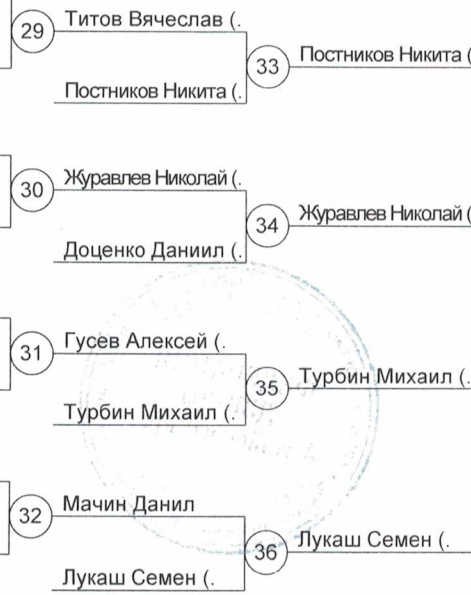 29
Титов Вячеслав (.
33
Постников Никита (
Постников Никита (.
30
Журавлев Николай (.
34
Журавлев Николай (
Доценко Даниил (.
31
Гусев Алексей (.
35
Турбин Михаил (.
Турбин Михаил (.
32
Мачин Данил
36
Лукаш Семен (.
Лукаш Семен (.